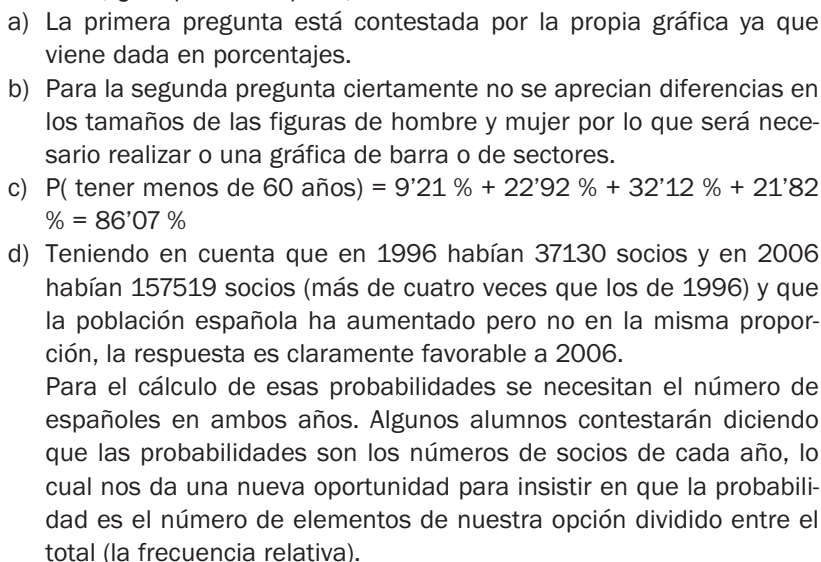 a) La primera pregunta está contestada por la propia gráfica ya que
viene dada en porcentajes.
b) Para la segunda pregunta ciertamente no se aprecian diferencias en
los tamaños de las figuras de hombre y mujer por lo que será nece-
sario realizar o una gráfica de barra o de sectores.
c) P( tener menos de 60 años) = 9’21 % + 22’92 % + 32’12 % + 21’82
% = 86’07 %
d) Teniendo en cuenta que en 1996 habían 37130 socios y en 2006
habían 157519 socios (más de cuatro veces que los de 1996) y que
la población española ha aumentado pero no en la misma propor-
ción, la respuesta es claramente favorable a 2006.
Para el cálculo de esas probabilidades se necesitan el número de
españoles en ambos años. Algunos alumnos contestarán diciendo
que las probabilidades son los números de socios de cada año, lo
cual nos da una nueva oportunidad para insistir en que la probabili-
dad es el número de elementos de nuestra opción dividido entre el
total (la frecuencia relativa).